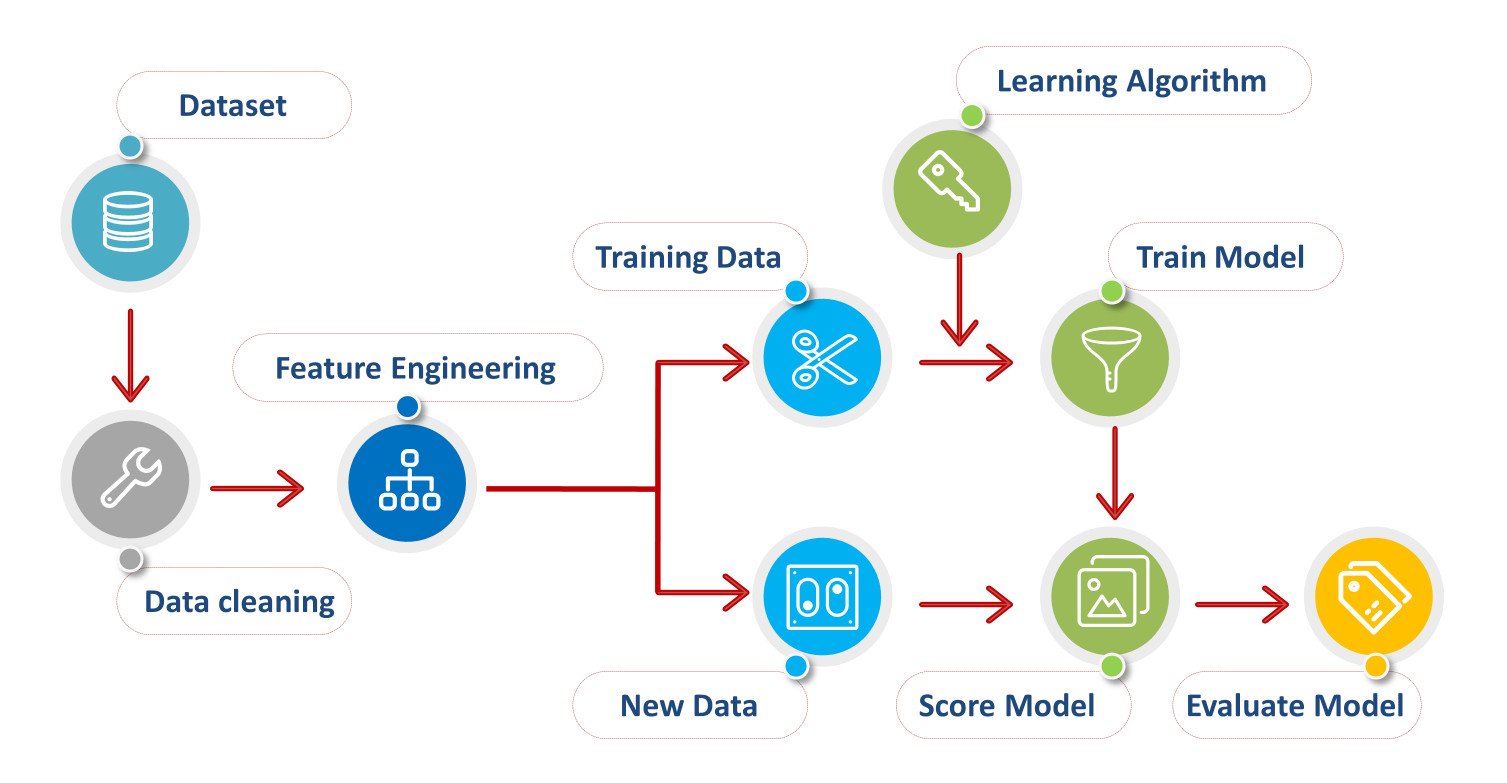 Dataset
Learning Algorithm
Training Data
Train Model
Feature Engineering
Data cleaning
New Data
Score Model
Evaluate Model